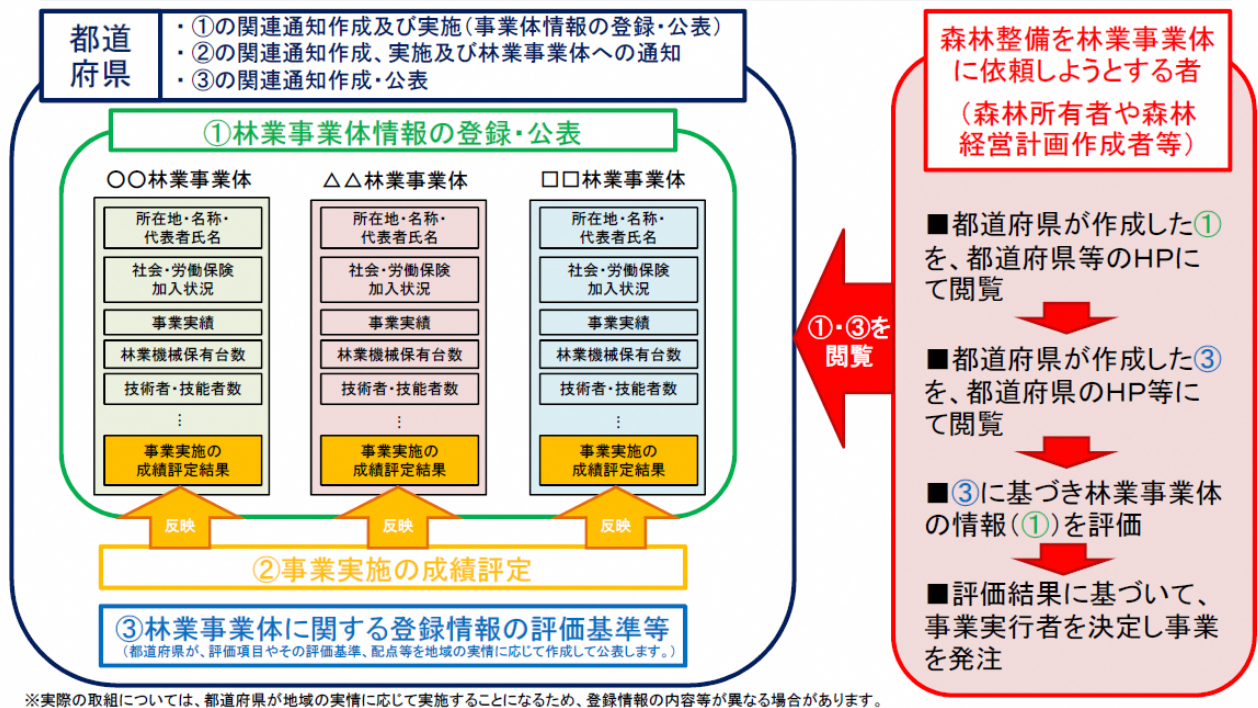 都道
府県
・①の関連通知作成及び実施（事業体情報の登録・公表）
・②の関連通知作成、実施及び林業事業体への通知
・③の関連通知作成・公表
①林業事業体情報の登録・公表
〇〇林業事業体
所在地・名称・
代表者氏名
社会・労働保険
加入状況
事業実績
林業機械保有台数
技術者・技能者数
⋮
事業実施の
成績評定結果
反映
△△林業事業体
所在地・名称・
代表者氏名
社会・労働保険
加入状況
事業実績
林業機械保有台数
技術者・技能者数
⋮
事業実施の
成績評定結果
反映
□□林業事業体
所在地・名称・
代表者氏名
社会・労働保険
加入状況
事業実績
林業機械保有台数
技術者・技能者数
⋮
事業実施の
成績評定結果
反映
②事業実施の成績評定
③林業事業体に関する登録情報の評価基準等
（都道府県が、評価項目やその評価基準、配点等を地域の実情に応じて作成して公表します。）
①・③を
閲覧
森林整備を林業事業体
に依頼しようとする者
（森林所有者や森林
経営計画作成者等）
■都道府県が作成した①
を、都道府県等のHPに
て閲覧
■都道府県が作成した③
を、都道府県のHP等に
て閲覧
■③に基づき林業事業体
の情報（①）を評価
■評価結果に基づいて、
事業実行者を決定し事業
を発注
※実際の取組については、都道府県が地域の実情に応じて実施することになるため、登録情報の内容等が異なる場合があります。